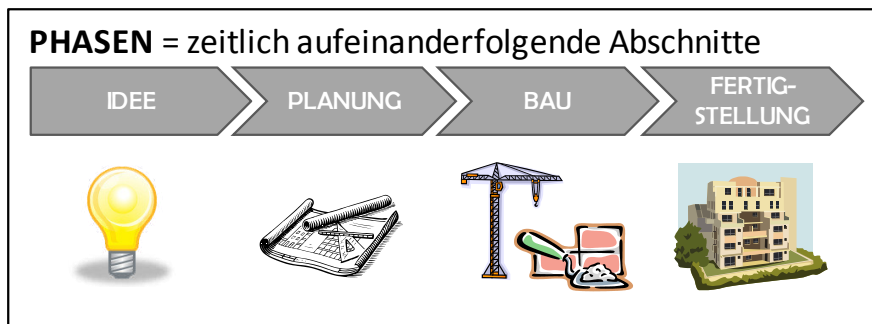 PHASEN = zeitlich aufeinanderfolgende Abschnitte
IDEE
PLANUNG
BAU
FERTIG-
STELLUNG